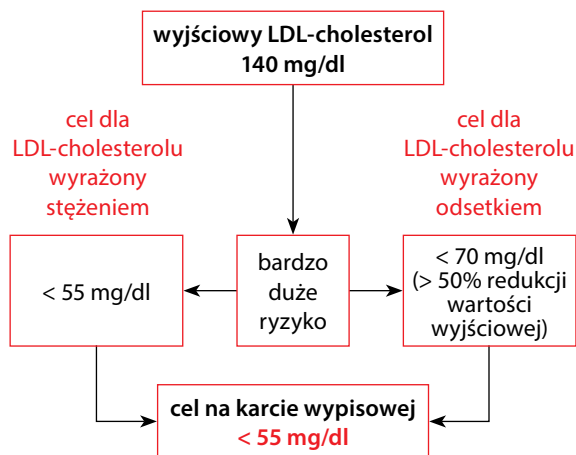 wyjściowy LDL-cholesterol
140 mg/dl
cel dla
LDL-cholesterolu
wyrażony
stężeniem
cel dla
LDL-cholesterolu
wyrażony
odsetkiem
< 55 mg/dl
bardzo
duże
ryzyko
< 70 mg/dl
(> 50% redukcji
wartości
wyjściowej)
cel na karcie wypisowej
< 55 mg/dl